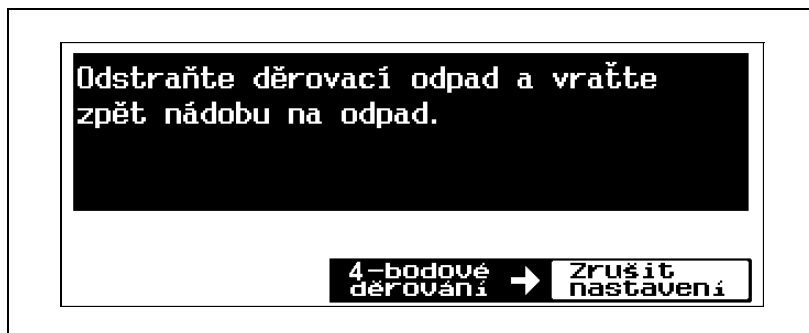 Odstraňte děrovací odpad a vraťte
zpět nádobu na odpad.
4-bodové
děrování
Zrušit
nastavení